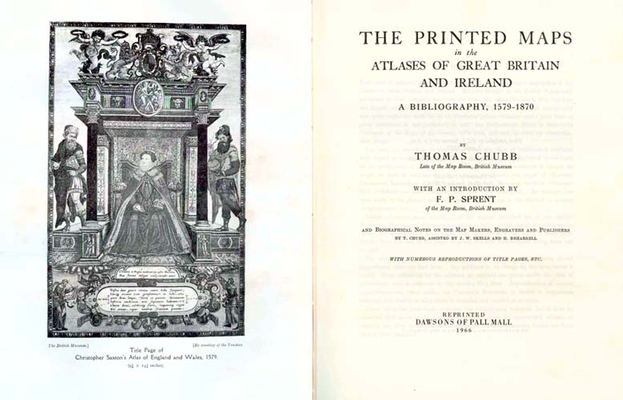 The British Museum.]
[By courtesy of the Trustees
Title Page of
Christopher Saxton's Atlas of England and Wales, 1579.
THE PRINTED MAPS
in the
ATLASES OF GREAT BRITAIN
AND IRELAND
A BIBLIOGRAPHY, 1579-1870
BY
THOMAS CHUBB
Late of the Map Room, British Museum
WITH AN INTRODUCTION BY
F. P. SPRENT
of the Map Room, British Museum
AND BIOGRAPHICAL NOTES ON THE MAP MAKERS, ENGRAVERS AND PUBLISHERS
BY T. CHUBB, ASSISTED BY J. W. SKELLS AND H. BEHARRELL
WITH NUMEROUS REPRODUCTIONS OF TITLE PAGES, ETC.
REPRINTED
DAWSONS OF PALL MALL
1966